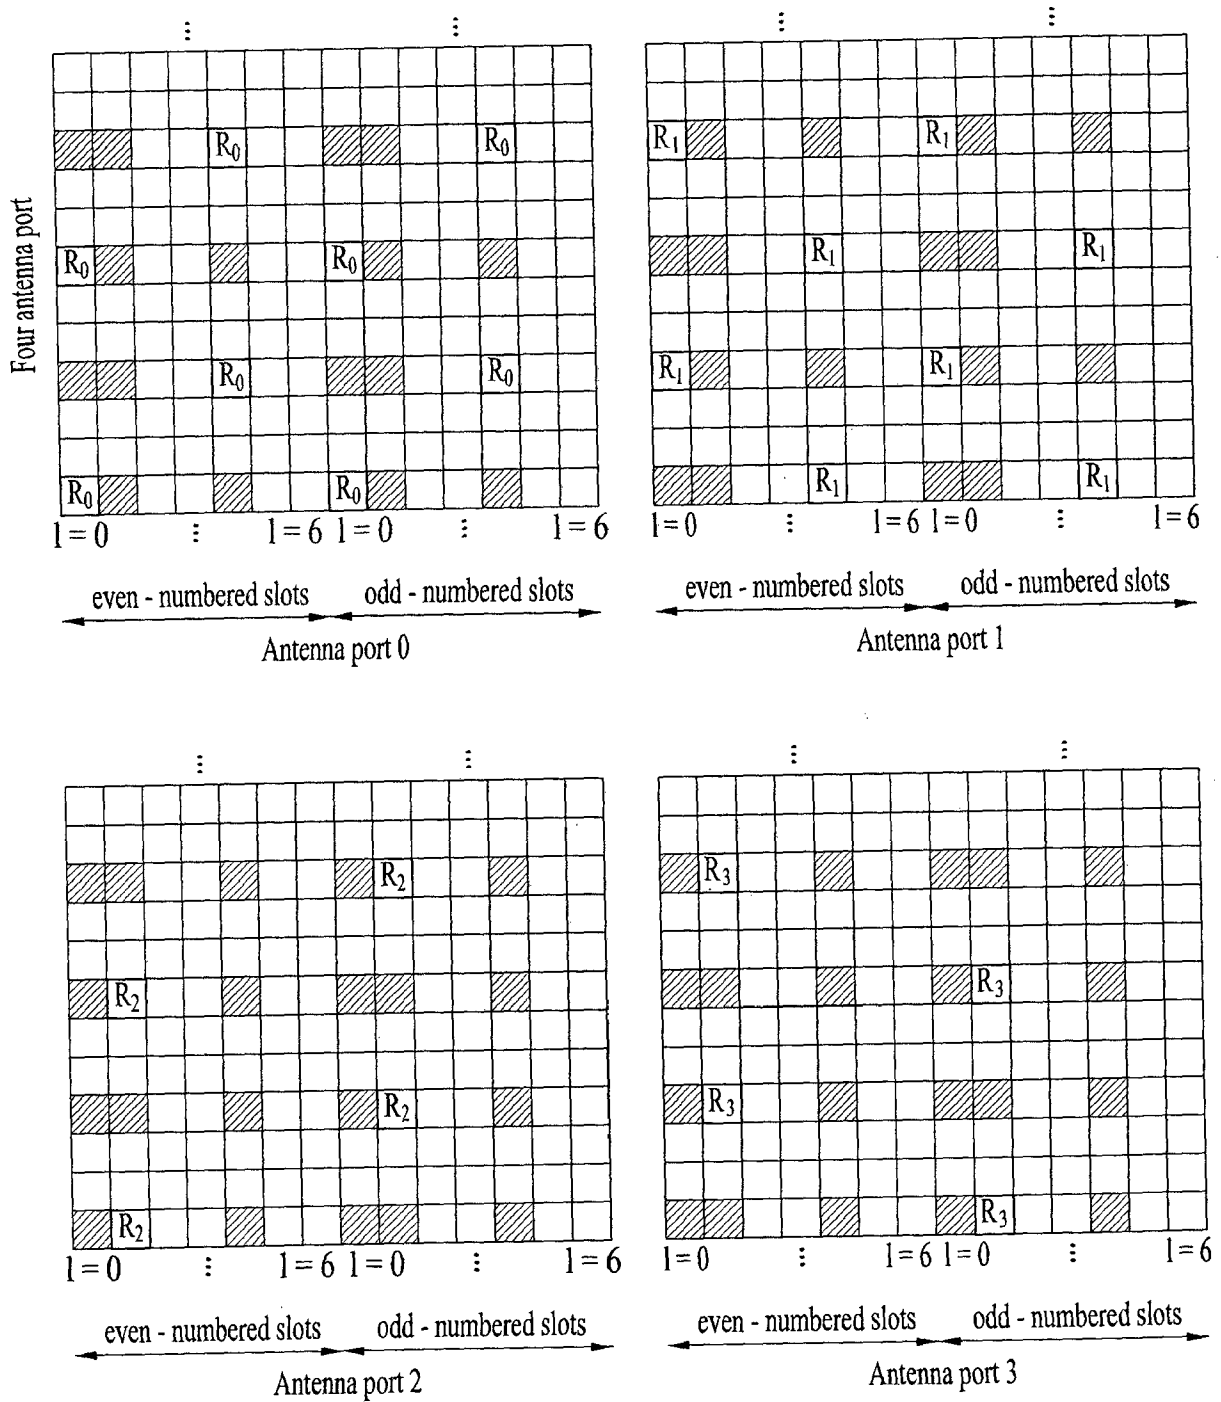 Four antenna port
⋮ ⋮
R0 R0
R0 R0
R0 R0
R0 R0
l=0 ⋮ l=6 l=0 ⋮ l=6
even - numbered slots odd - numbered slots
Antenna port 0
⋮ ⋮
R1 R1
R1 R1
R1 R1
R1 R1
l=0 ⋮ l=6 l=0 ⋮ l=6
even - numbered slots odd - numbered slots
Antenna port 1
⋮ ⋮
R2
R2
R2
R2
l=0 ⋮ l=6 l=0 ⋮ l=6
even - numbered slots odd - numbered slots
Antenna port 2
⋮ ⋮
R3
R3
R3
R3
l=0 ⋮ l=6 l=0 ⋮ l=6
even - numbered slots odd - numbered slots
Antenna port 3